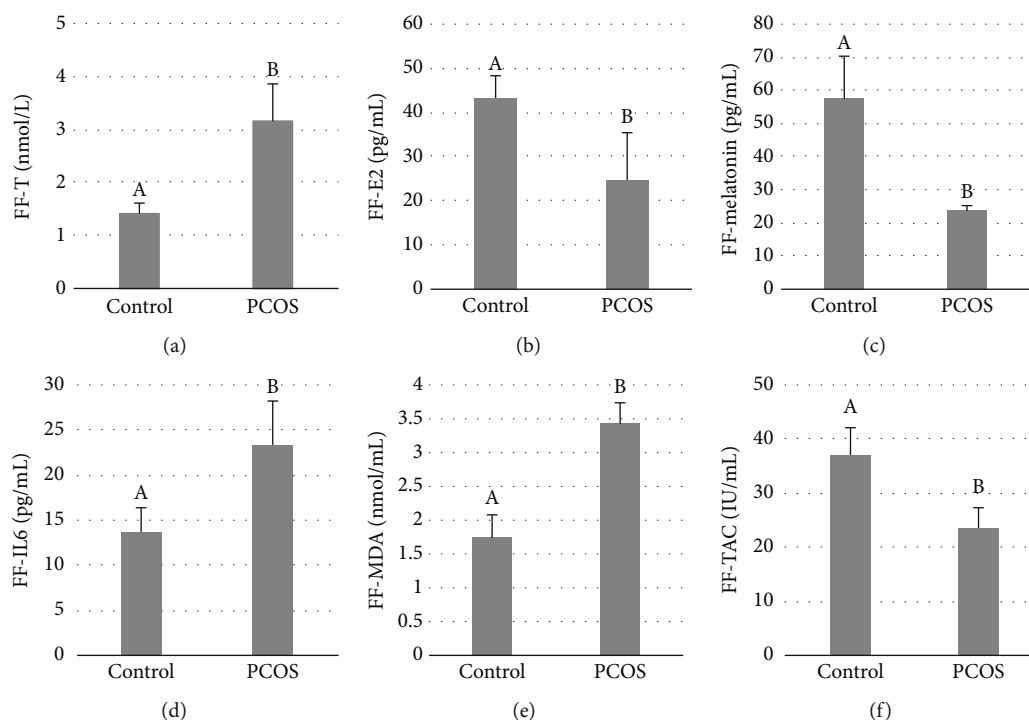 FF-T (nmol/L)
5
4
3
2
1
0
A
B
Control PCOS
(a)
FF-E2 (pg/mL)
60
50
40
30
20
10
0
A
B
Control PCOS
(b)
FF-melatonin (pg/mL)
80
70
60
50
40
30
20
10
0
A
B
Control PCOS
(c)
FF-IL6 (pg/mL)
30
25
20
15
10
5
0
A
B
Control PCOS
(d)
FF-MDA (nmol/mL)
4
3.5
3
2.5
2
1.5
1
0.5
0
A
B
Control PCOS
(e)
FF-TAC (IU/mL)
50
40
30
20
10
0
A
B
Control PCOS
(f)